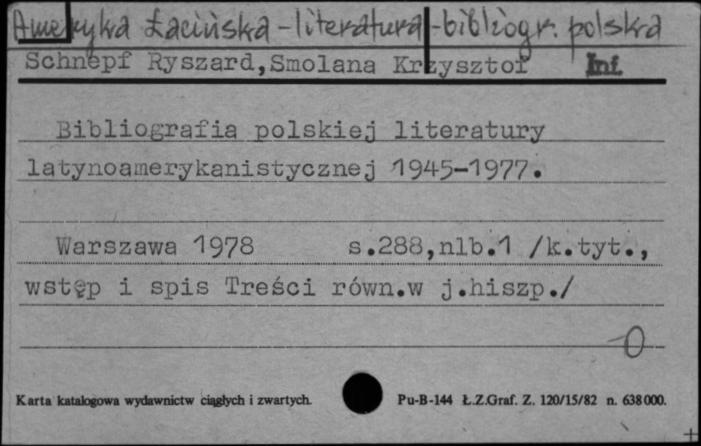 Ameryka Łacińska - literatura - bibliogr. polska
Schnepf Ryszard, Smolana Krzysztof Inf.
Bibliografia polskiej literatury
latynoamerykanistycznej 1945-1977.
Warszawa 1978 s.288,nlb.1 /k.tyt.,
wstęp i spis Treści równ.w j.hiszp./
0
Karta katalogowa wydawnictw ciągłych i zwartych. Pu-B-144 Ł.Z.Graf. Z. 120/15/82 n. 638000.